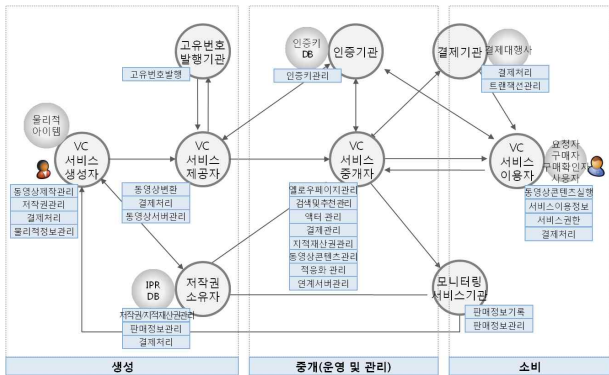 고유번호
발행기관
고유번호발행
인증키
DB
인증기관
인증키관리
결제기관
결제대행사
결제처리
트랜잭션관리
물리적
아이템
VC
서비스
생성자
동영상제작관리
저작권관리
결제처리
물리적정보관리
VC
서비스
제공자
동영상변환
결제처리
동영상서버관리
VC
서비스
중개자
옐로우페이지관리
검색및추천관리
액터 관리
결제관리
지적재산권관리
동영상콘텐츠관리
적응화 관리
연계서버관리
VC
서비스
이용자
요청자
구매자
구매확인자
사용자
동영상콘텐츠실행
서비스이용정보
서비스권한
결제처리
IPR
DB
저작권
소유자
저작권/지적재산권관리
판매정보관리
결제처리
모니터링
서비스기관
판매정보기록
판매정보관리
생성
중개(운영 및 관리)
소비